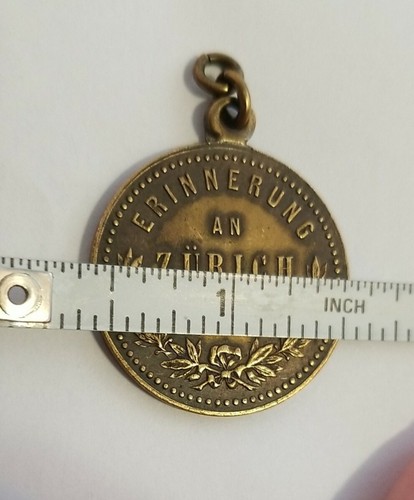 ERINNERUNG
AN
ZÜRICH
1 INCH